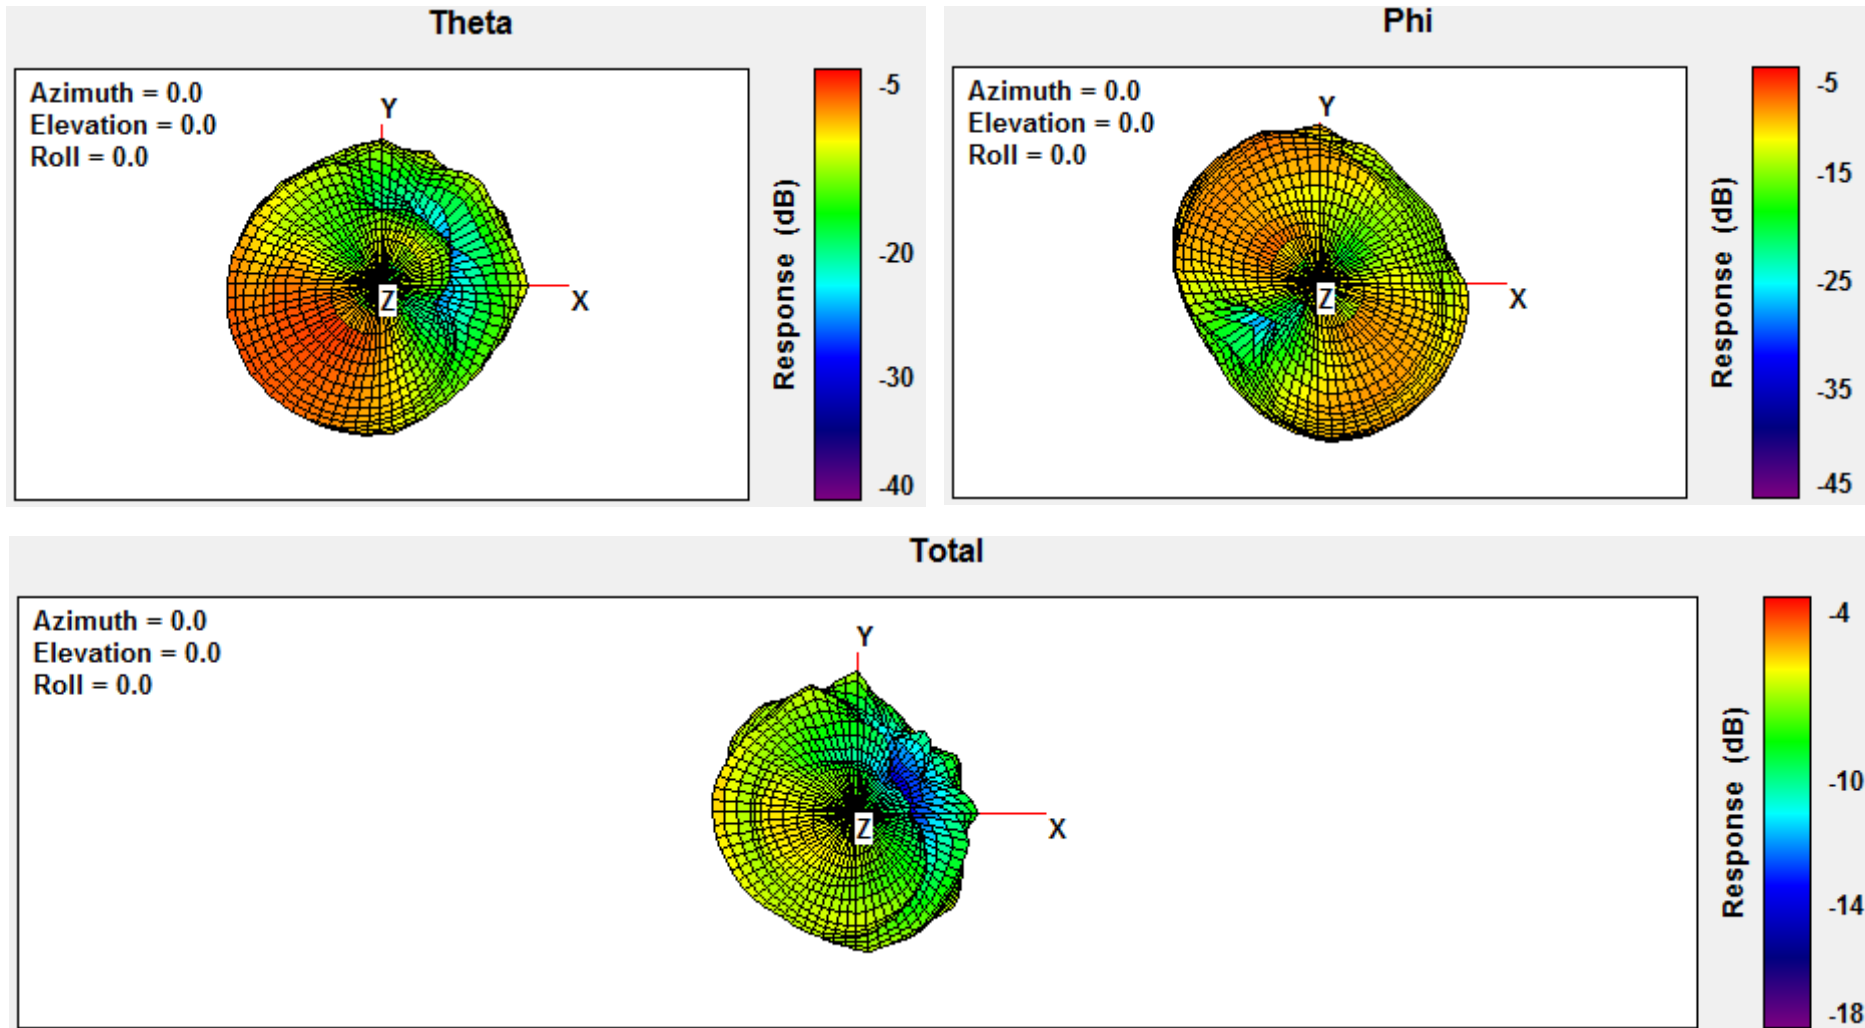 Theta
Azimuth = 0.0
Elevation = 0.0
Roll = 0.0
Y
X
Z
Response (dB)
-5
-20
-30
-40
Phi
Azimuth = 0.0
Elevation = 0.0
Roll = 0.0
Y
X
Z
Response (dB)
-5
-15
-25
-35
-45
Total
Azimuth = 0.0
Elevation = 0.0
Roll = 0.0
Y
X
Z
Response (dB)
-4
-10
-14
-18